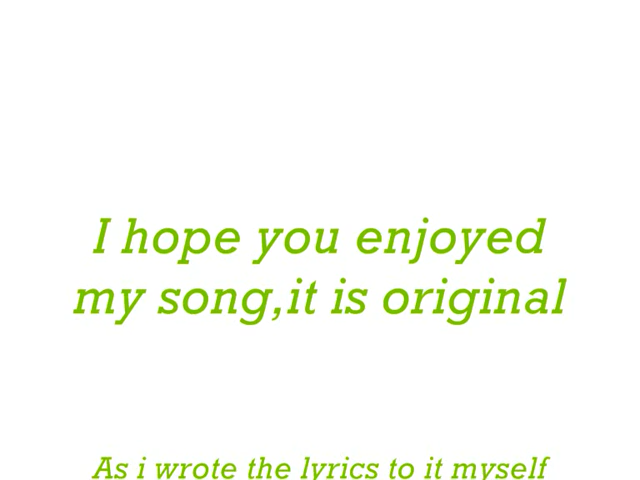 I hope you enjoyed
my song,it is original
As i wrote the lyrics to it myself